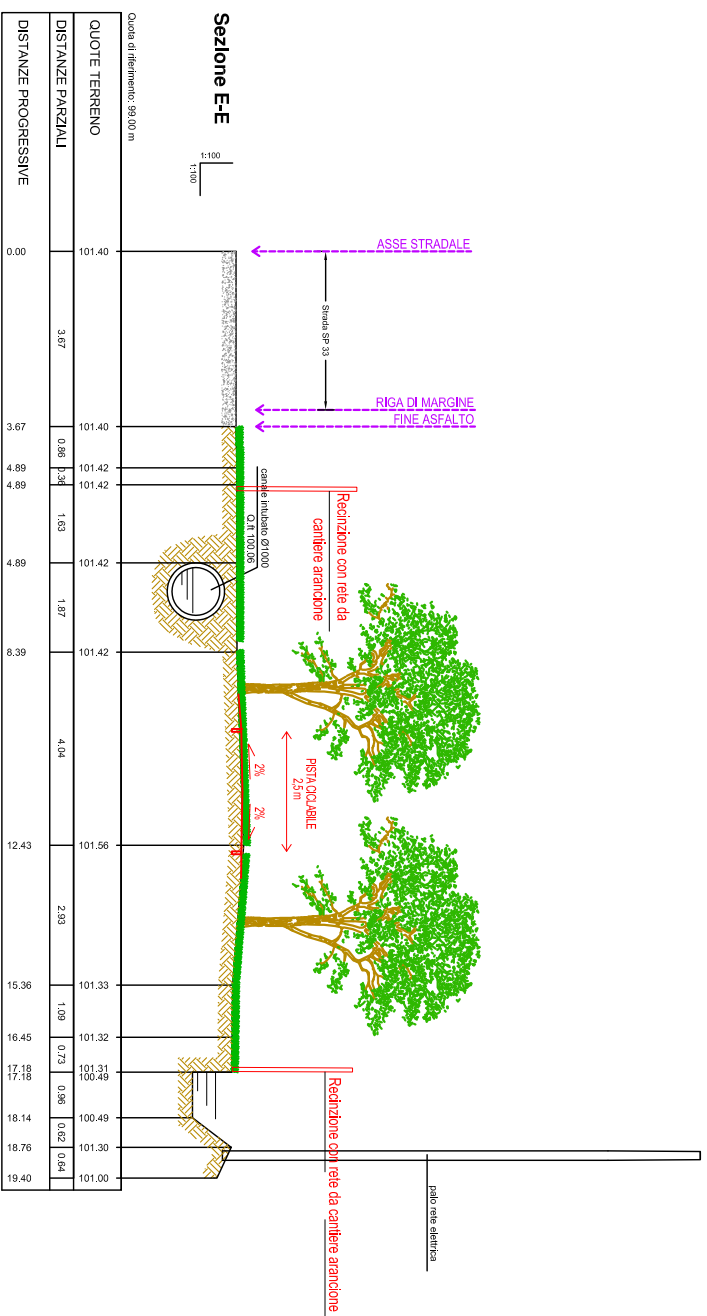 Sezione E-E
1:100
1:100
ASSE STRADALE
Strada SP 33
RIGA DI MARGINE
FINE ASFALTO
canale intubato Ø1000
Q.ft 100.06
Recinzione con rete da
cantiere arancione
PISTA CICLABILE
2,5 m
2%
2%
Recinzione con rete da cantiere arancione
palo rete elettrica
Quota di riferimento: 99,00 m
QUOTE TERRENO 101.40 101.40 101.42 101.42 101.42 101.42 101.56 101.33 101.32 101.31 100.49 100.49 101.30 101.00
DISTANZE PARZIALI 3.67 0.86 0.36 1.63 1.87 4.04 2.93 1.09 0.73 0.96 0.62 0.64
DISTANZE PROGRESSIVE 0.00 3.67 4.89 4.89 4.89 8.39 12.43 15.36 16.45 17.18 17.18 18.14 18.76 19.40